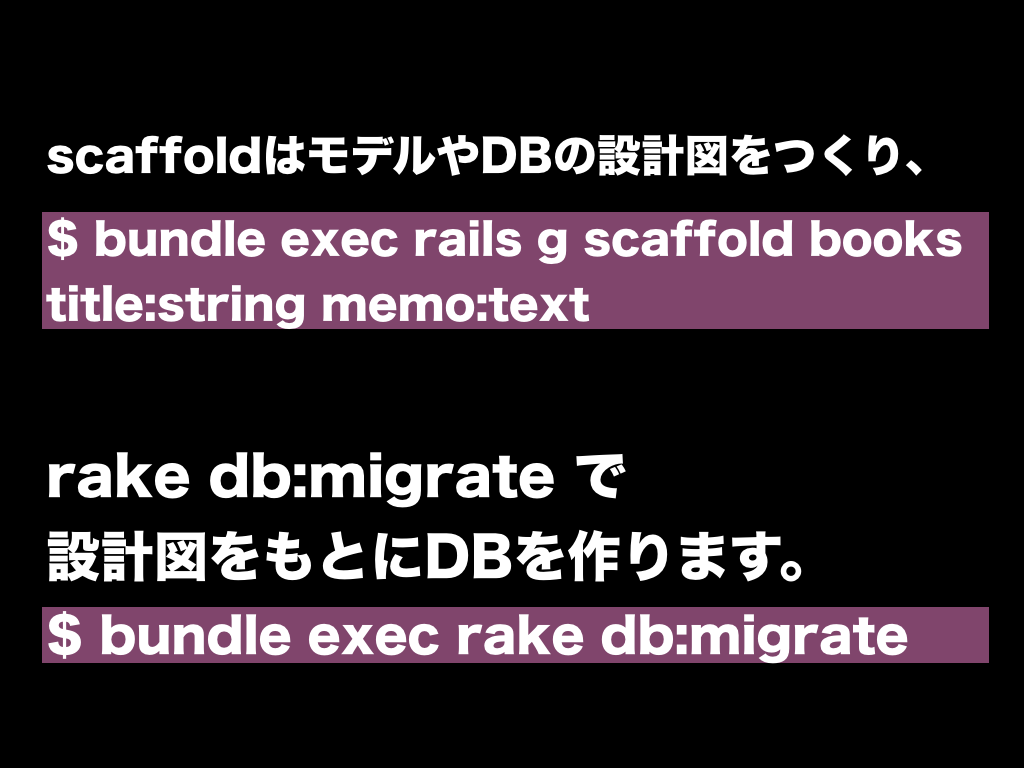 scaffoldはモデルやDBの設計図をつくり、
$ bundle exec rails g scaffold books
title:string memo:text
rake db:migrate で
設計図をもとにDBを作ります。
$ bundle exec rake db:migrate